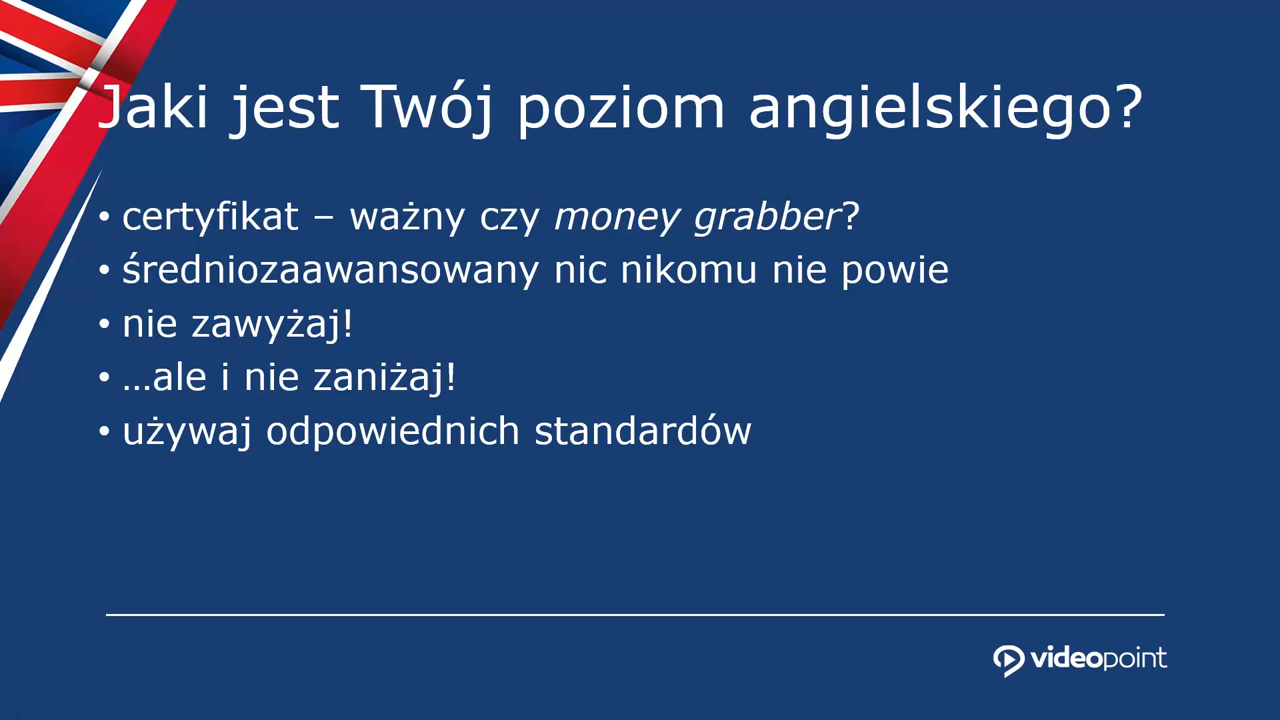 Jaki jest Twój poziom angielskiego?
• certyfikat – ważny czy money grabber?
• średniozaawansowany nic nikomu nie powie
• nie zawyżaj!
• …ale i nie zaniżaj!
• używaj odpowiednich standardów
videopoint